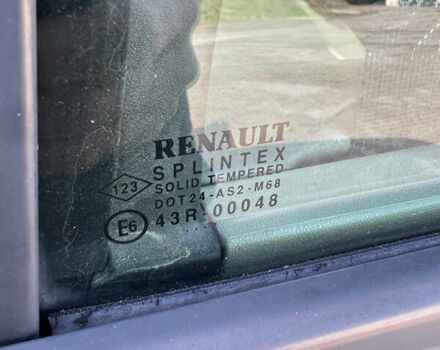 RENAULT
SPLINTEX
SOLID TEMPERED
123
DOT24-AS2-M68
43R-00048
E6